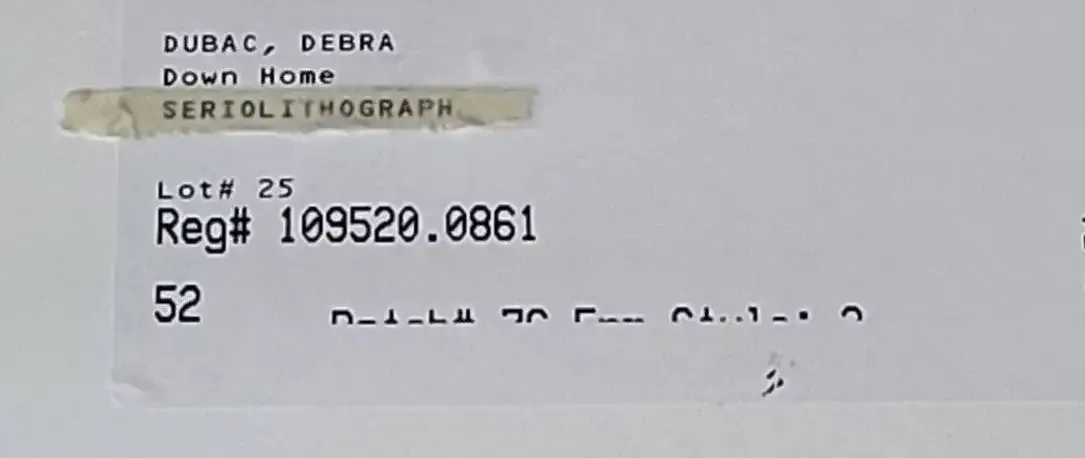 DUBAC, DEBRA
Down Home
SERIOLITHOGRAPH
Lot# 25
Reg# 109520.0861
52